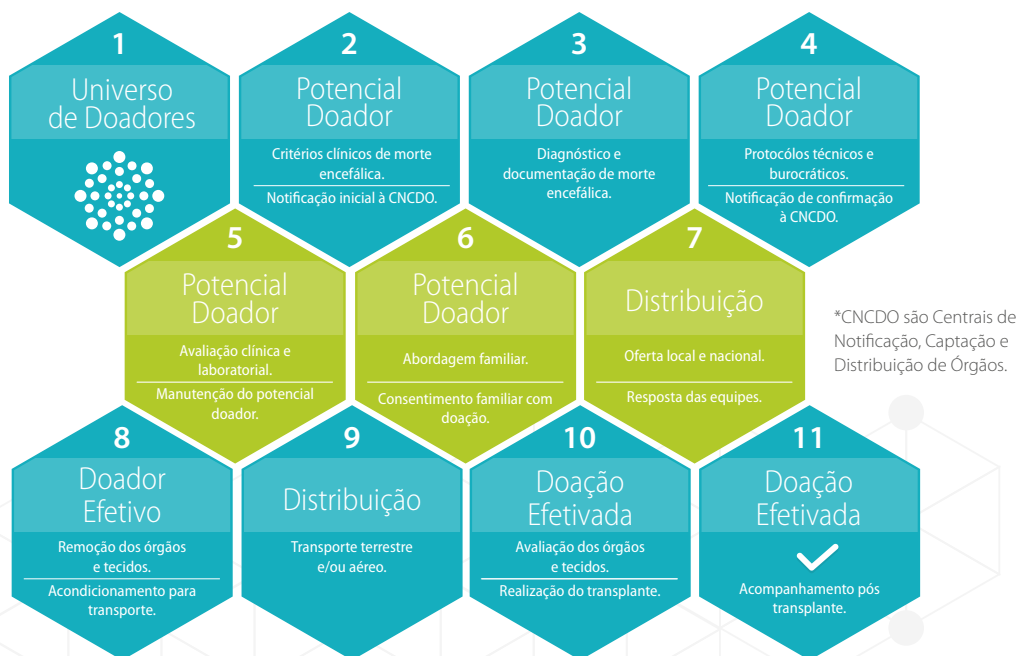 1
Universo
de Doadores
2
Potencial
Doador
Critérios clínicos de morte
encefálica.
Notificação inicial à CNCDO.
3
Potencial
Doador
Diagnóstico e
documentação de morte
encefálica.
4
Potencial
Doador
Protocólos técnicos e
burocráticos.
Notificação de confirmação
à CNCDO.
5
Potencial
Doador
Avaliação clínica e
laboratorial.
Manutenção do potencial
doador.
6
Potencial
Doador
Abordagem familiar.
Consentimento familiar com
doação.
7
Distribuição
Oferta local e nacional.
Resposta das equipes.
*CNCDO são Centrais de
Notificação, Captação e
Distribuição de Órgãos.
8
Doador
Efetivo
Remoção dos órgãos
e tecidos.
Acondicionamento para
transporte.
9
Distribuição
Transporte terrestre
e/ou aéreo.
10
Doação
Efetivada
Avaliação dos órgãos
e tecidos.
Realização do transplante.
11
Doação
Efetivada
Acompanhamento pós
transplante.